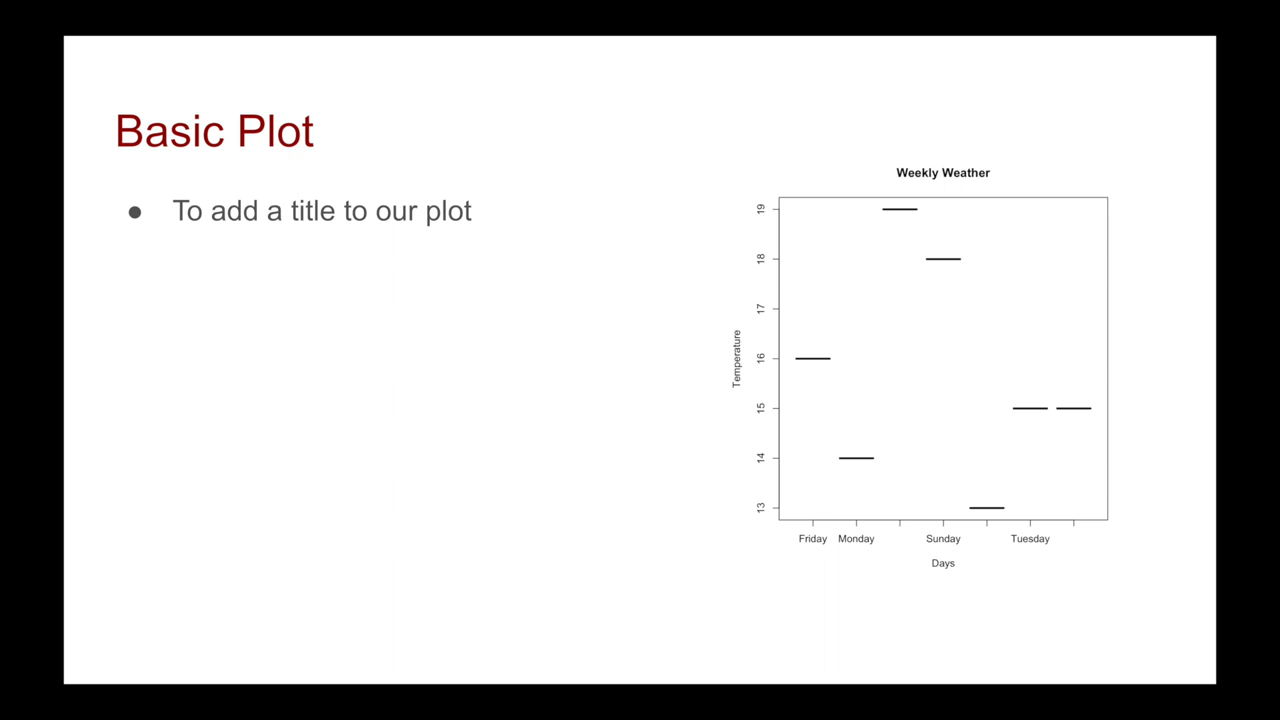 Basic Plot
● To add a title to our plot
Weekly Weather
19
18
17
16
15
14
13
Temperature
Friday Monday Sunday Tuesday
Days